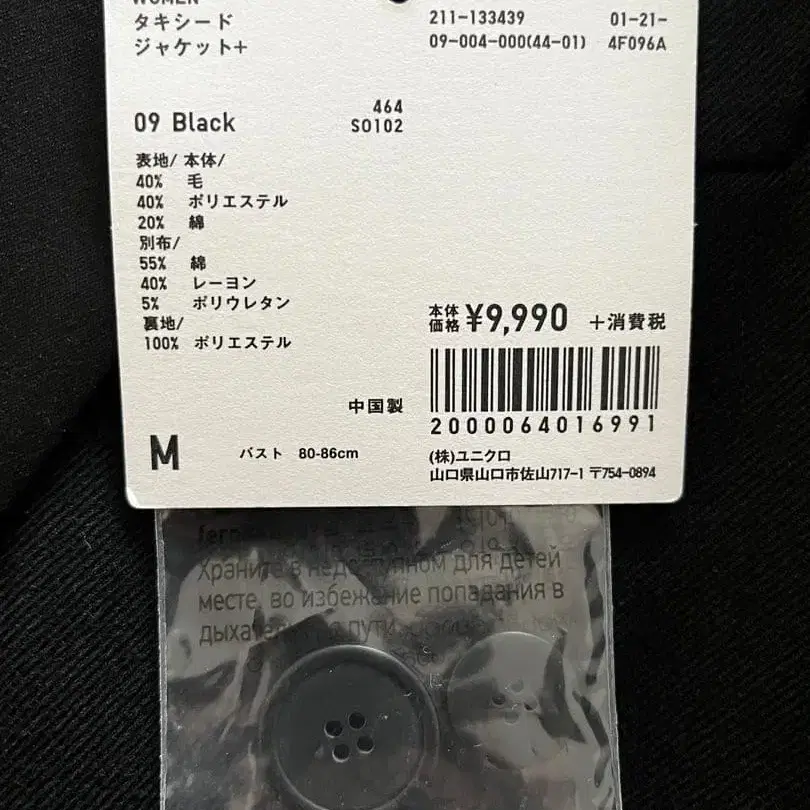 WOMEN
タキシード
ジャケット+
211-133439 01-21-
09-004-000(44-01) 4F096A
09 Black
464
S0102
表地/ 本体/
40% 毛
40% ポリエステル
20% 綿
別布/
55% 綿
40% レーヨン
5% ポリウレタン
裏地/
100% ポリエステル
本体価格 ¥9,990 +消費税
中国製
2000064016991
M バスト 80-86cm
(株)ユニクロ
山口県山口市佐山717-1 〒754-0894
fern
Храните в недоступном для детей
месте, во избежание попадания в
пути